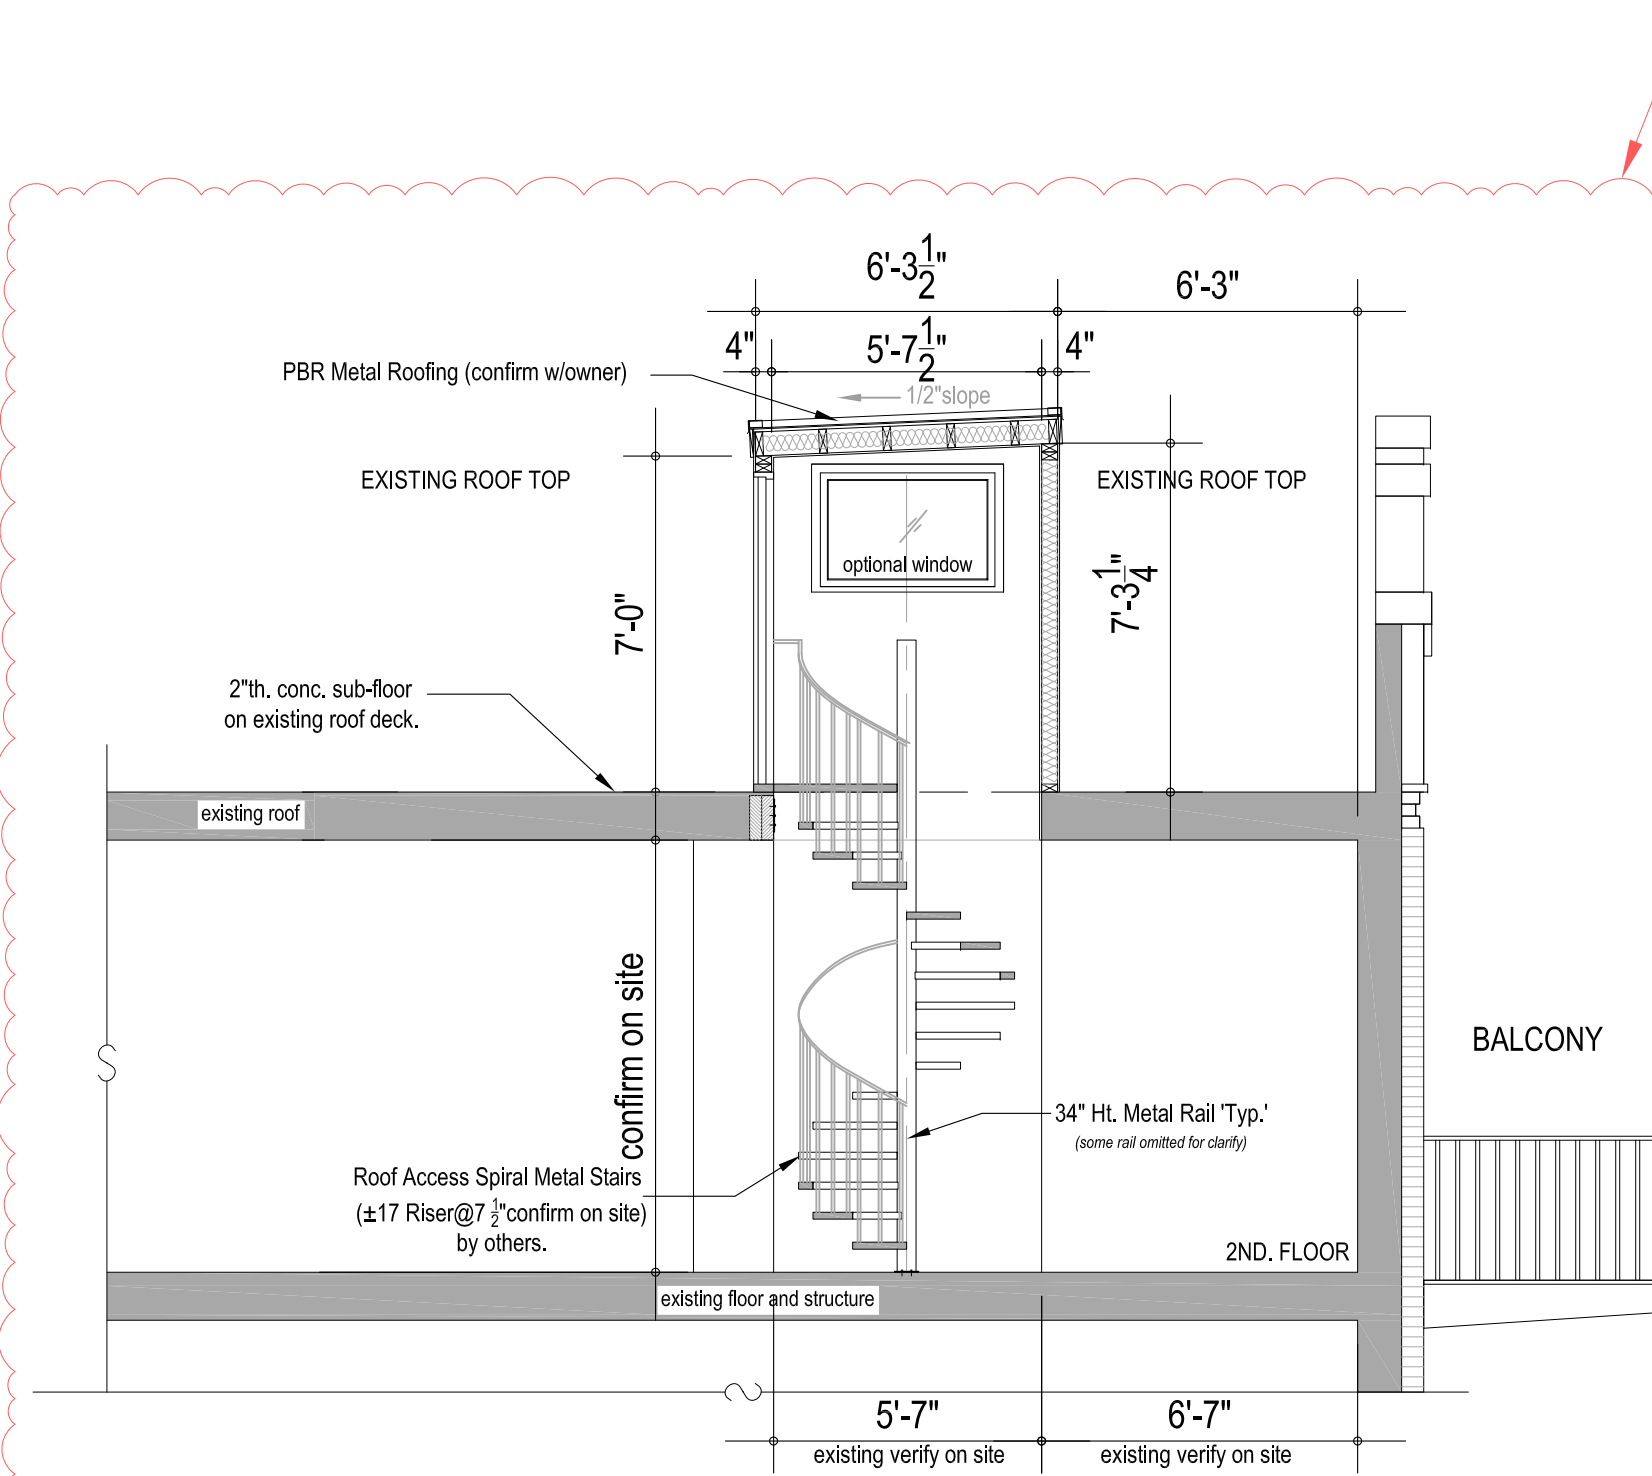 6'-3 1/2"
6'-3"
4"
5'-7 1/2"
4"
PBR Metal Roofing (confirm w/owner)
1/2"slope
EXISTING ROOF TOP
EXISTING ROOF TOP
optional window
7'-0"
7'-3 1/4"
2"th. conc. sub-floor
on existing roof deck.
existing roof
confirm on site
BALCONY
34" Ht. Metal Rail 'Typ.'
(some rail omitted for clarify)
Roof Access Spiral Metal Stairs
(±17 Riser@7 1/2"confirm on site)
by others.
2ND. FLOOR
existing floor and structure
5'-7"
6'-7"
existing verify on site
existing verify on site